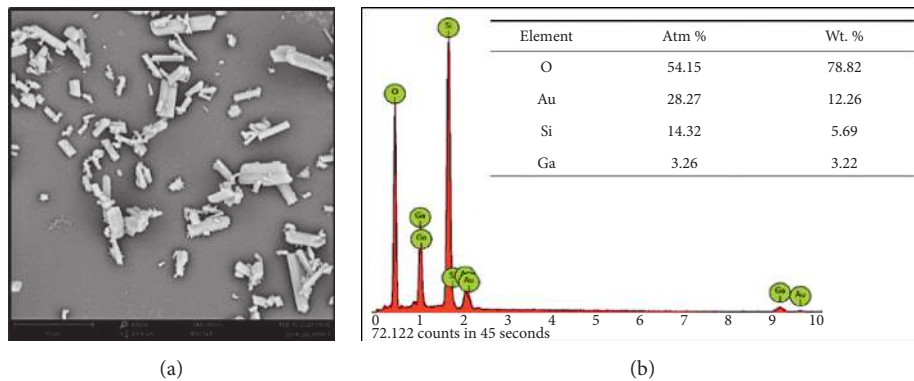 Element Atm % Wt. %
O 54.15 78.82
Au 28.27 12.26
Si 14.32 5.69
Ga 3.26 3.22
O
Si
Ga
Ga
Au
Ga
Au
0 1 2 3 4 5 6 7 8 9 10
72.122 counts in 45 seconds
(a)
(b)